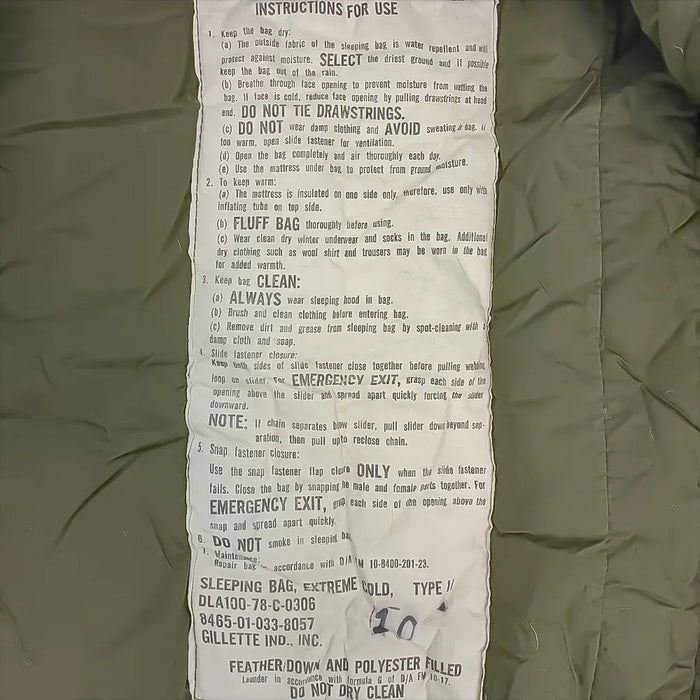 INSTRUCTIONS FOR USE
1. Keep the bag dry:
(a) The outside fabric of the sleeping bag is water repellent and will
protect against moisture. SELECT the driest ground and if possible
keep the bag out of the rain.
(b) Breathe through face opening to prevent moisture from wetting the
bag. If face is cold, reduce face opening by pulling drawstrings at head
end. DO NOT TIE DRAWSTRINGS.
(c) DO NOT wear damp clothing and AVOID sweating in bag. If
too warm, open slide fastener for ventilation.
(d) Open the bag completely and air thoroughly each day.
(e) Use the mattress under bag to protect from ground moisture.
2. To keep warm:
(a) The mattress is insulated on one side only, therefore, use only with
inflating tube on top side.
(b) FLUFF BAG thoroughly before using.
(c) Wear clean dry winter underwear and socks in the bag. Additional
dry clothing such as wool shirt and trousers may be worn in the bag
for added warmth.
3. Keep bag CLEAN:
(a) ALWAYS wear sleeping hood in bag.
(b) Brush and clean clothing before entering bag.
(c) Remove dirt and grease from sleeping bag by spot-cleaning with a
damp cloth and soap.
4. Slide fastener closure:
Keep both sides of slide fastener close together before pulling webbing
loop on slider. For EMERGENCY EXIT, grasp each side of the
opening above the slider and spread apart quickly forcing the slider
downward.
NOTE: If chain separates blow slider, pull slider down beyond sep-
aration, then pull up to reclose chain.
5. Snap fastener closure:
Use the snap fastener flap ONLY when the slide fastener
fails. Close the bag by snapping male and female parts together. For
EMERGENCY EXIT, grasp each side of the opening above the
snap and spread apart quickly.
6. DO NOT smoke in sleeping
7. Maintenance:
Repair bag accordance with 10-8400-201-23.
SLEEPING BAG, EXTREME COLD, TYPE
DLA100-78-C-0306
8465-01-033-8057
GILLETTE IND., INC.
10
FEATHER/DOWN AND POLYESTER FILLED
Launder in accordance with formula G of D/A FM 10-17.
DO NOT DRY CLEAN